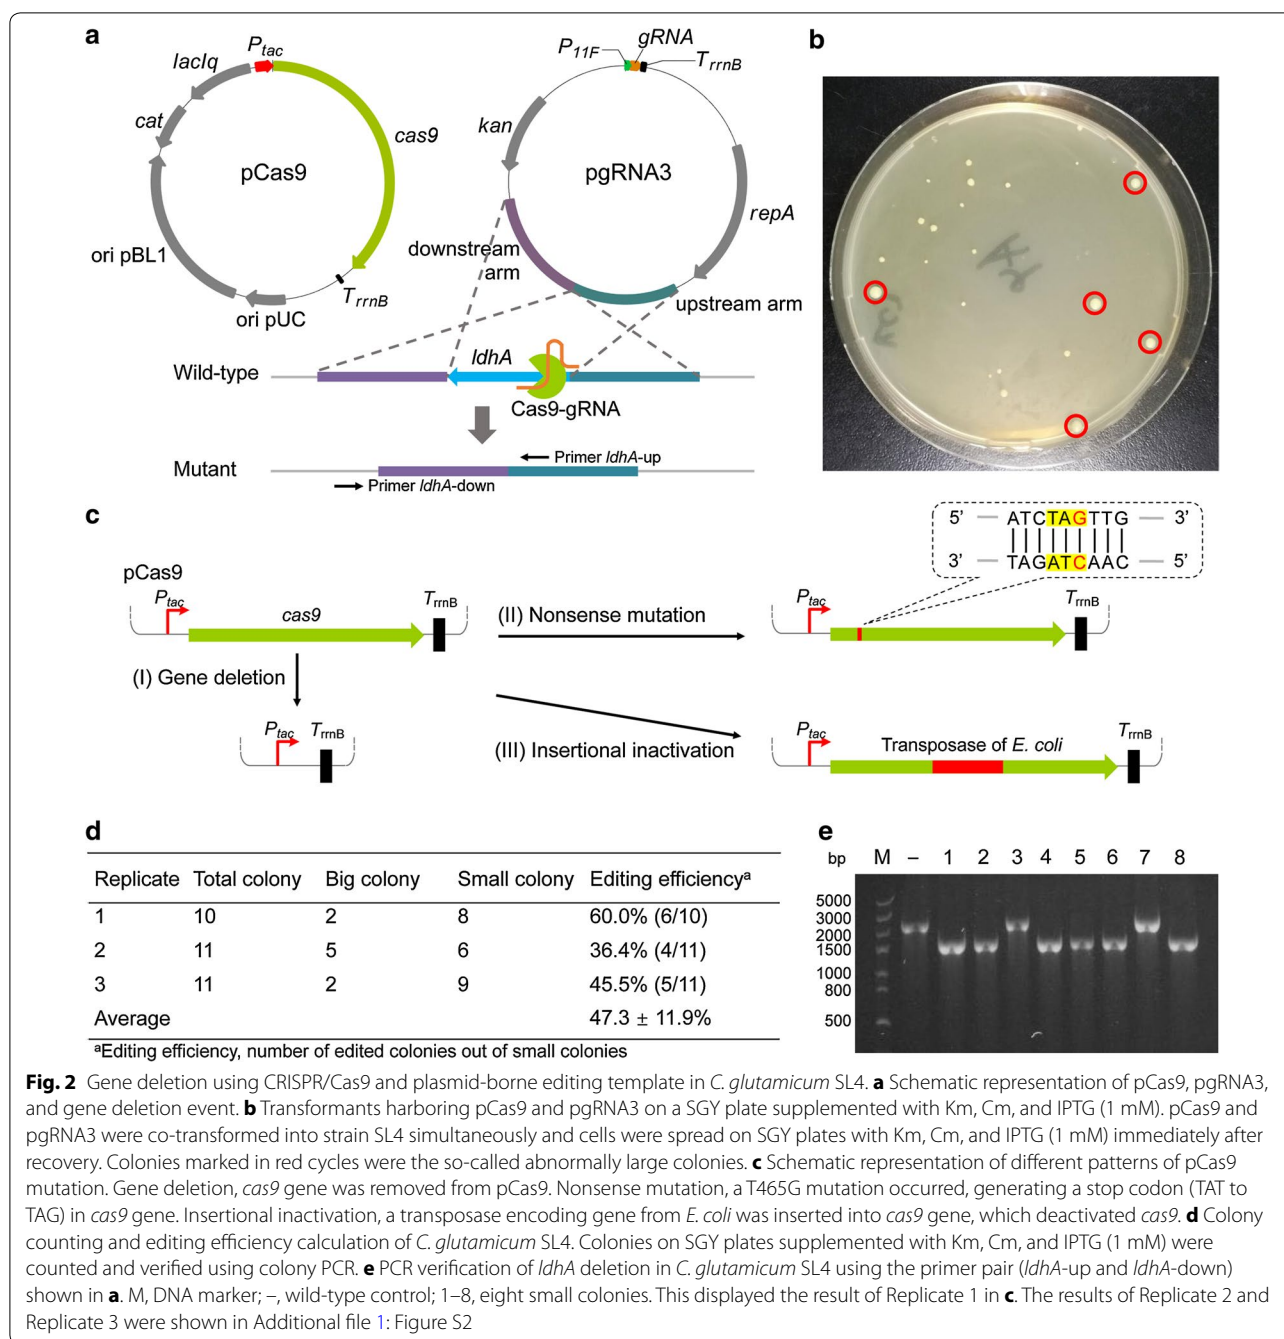 a
P_tac
lacIq
cat
cas9
pCas9
ori pBL1
T_rrnB
ori pUC
P_11F
gRNA
T_rrnB
kan
pgRNA3
repA
downstream
arm
upstream arm
Wild-type
ldhA
Cas9-gRNA
Mutant
Primer ldhA-up
Primer ldhA-down
b
c
pCas9
P_tac
cas9
T_rrnB
(I) Gene deletion
P_tac
T_rrnB
(II) Nonsense mutation
5’ ATCTAGTTG 3’
3’ TAGATCAAC 5’
P_tac
T_rrnB
(III) Insertional inactivation
P_tac
Transposase of E. coli
T_rrnB
d
Replicate Total colony Big colony Small colony Editing efficiencyᵃ
1 10 2 8 60.0% (6/10)
2 11 5 6 36.4% (4/11)
3 11 2 9 45.5% (5/11)
Average 47.3 ± 11.9%
ᵃEditing efficiency, number of edited colonies out of small colonies
e
bp M – 1 2 3 4 5 6 7 8
5000
3000
2000
1500
1000
800
500
Fig. 2 Gene deletion using CRISPR/Cas9 and plasmid-borne editing template in C. glutamicum SL4. a Schematic representation of pCas9, pgRNA3,
and gene deletion event. b Transformants harboring pCas9 and pgRNA3 on a SGY plate supplemented with Km, Cm, and IPTG (1 mM). pCas9 and
pgRNA3 were co-transformed into strain SL4 simultaneously and cells were spread on SGY plates with Km, Cm, and IPTG (1 mM) immediately after
recovery. Colonies marked in red cycles were the so-called abnormally large colonies. c Schematic representation of different patterns of pCas9
mutation. Gene deletion, cas9 gene was removed from pCas9. Nonsense mutation, a T465G mutation occurred, generating a stop codon (TAT to
TAG) in cas9 gene. Insertional inactivation, a transposase encoding gene from E. coli was inserted into cas9 gene, which deactivated cas9. d Colony
counting and editing efficiency calculation of C. glutamicum SL4. Colonies on SGY plates supplemented with Km, Cm, and IPTG (1 mM) were
counted and verified using colony PCR. e PCR verification of ldhA deletion in C. glutamicum SL4 using the primer pair (ldhA-up and ldhA-down)
shown in a. M, DNA marker; –, wild-type control; 1–8, eight small colonies. This displayed the result of Replicate 1 in c. The results of Replicate 2 and
Replicate 3 were shown in Additional file 1: Figure S2